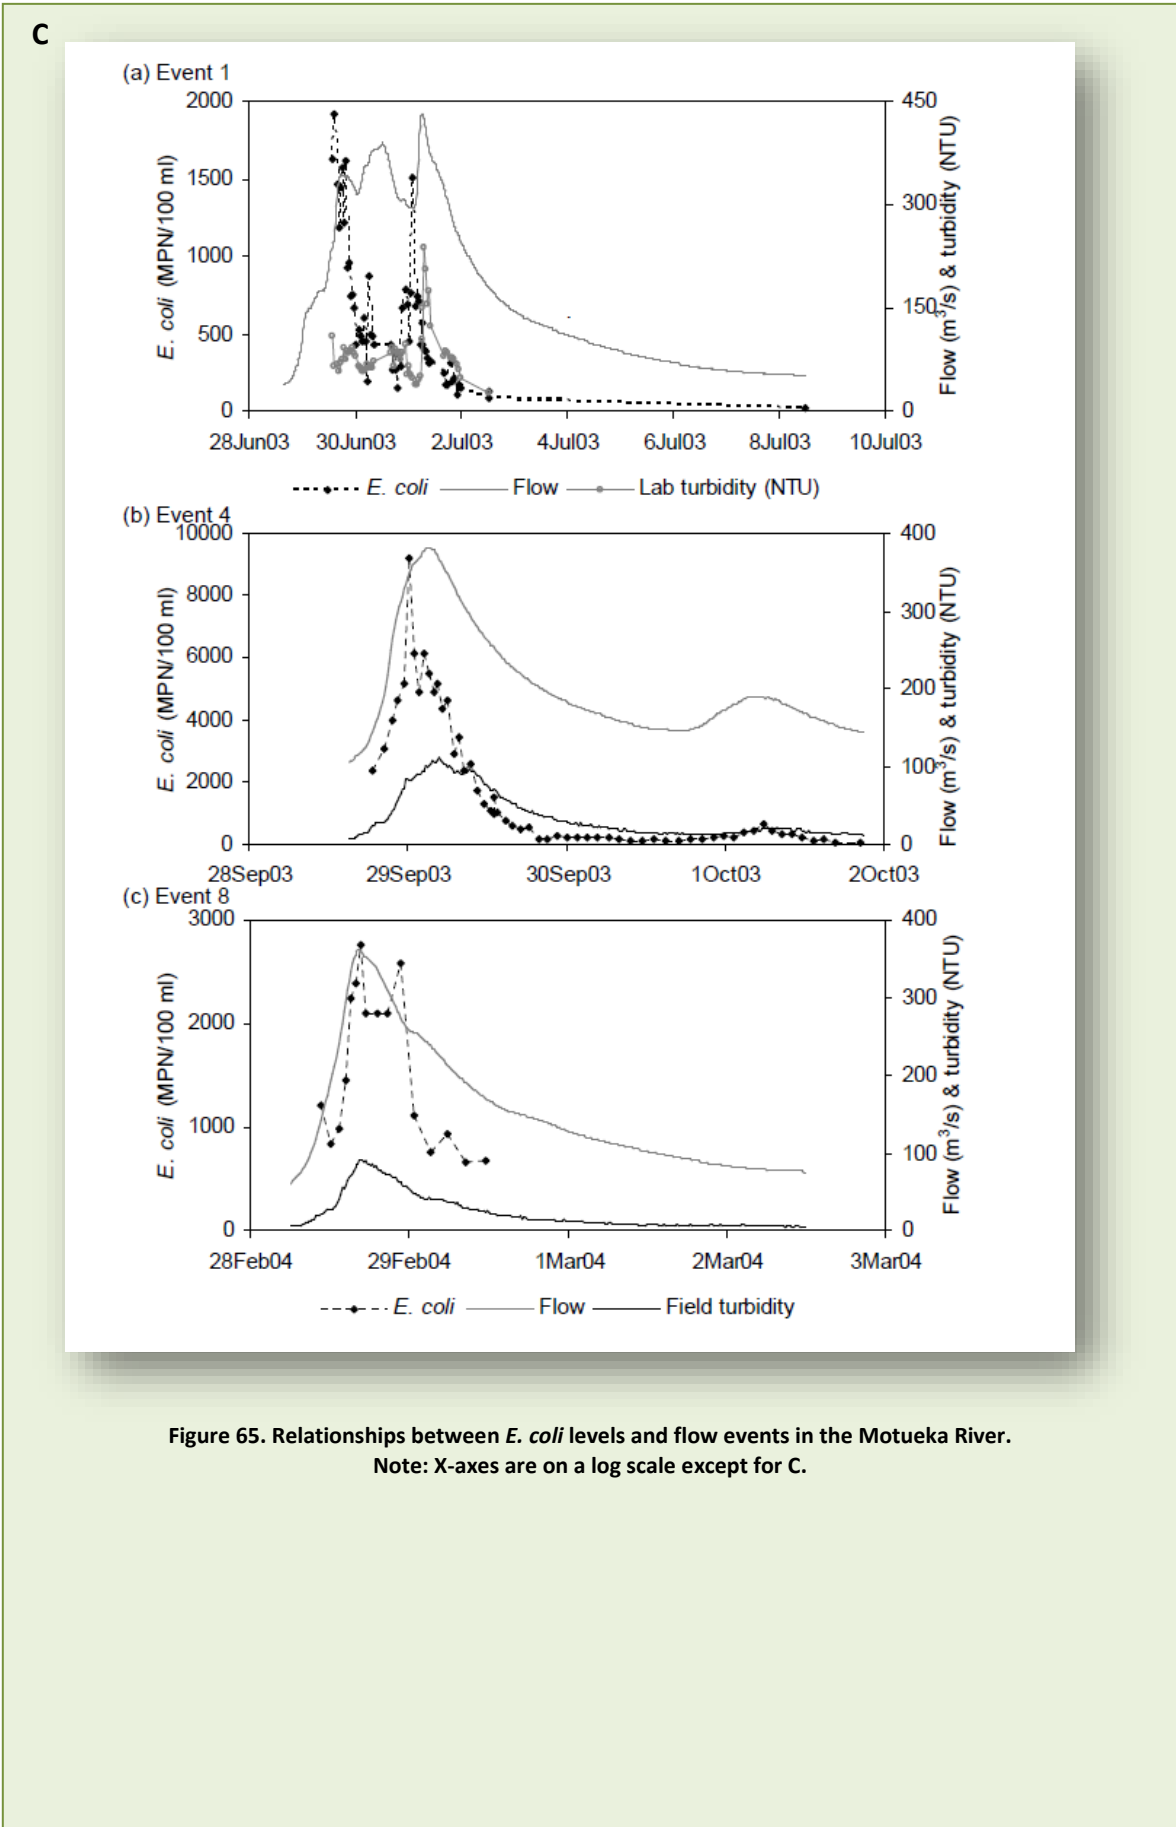 C
(a) Event 1
2000
1500
1000
500
0
E. coli (MPN/100 ml)
450
300
150
0
Flow (m³/s) & turbidity (NTU)
28Jun03 30Jun03 2Jul03 4Jul03 6Jul03 8Jul03 10Jul03
E. coli Flow Lab turbidity (NTU)
(b) Event 4
10000
8000
6000
4000
2000
0
E. coli (MPN/100 ml)
400
300
200
100
0
Flow (m³/s) & turbidity (NTU)
28Sep03 29Sep03 30Sep03 1Oct03 2Oct03
(c) Event 8
3000
2000
1000
0
E. coli (MPN/100 ml)
400
300
200
100
0
Flow (m³/s) & turbidity (NTU)
28Feb04 29Feb04 1Mar04 2Mar04 3Mar04
E. coli Flow Field turbidity
Figure 65. Relationships between E. coli levels and flow events in the Motueka River.
Note: X-axes are on a log scale except for C.